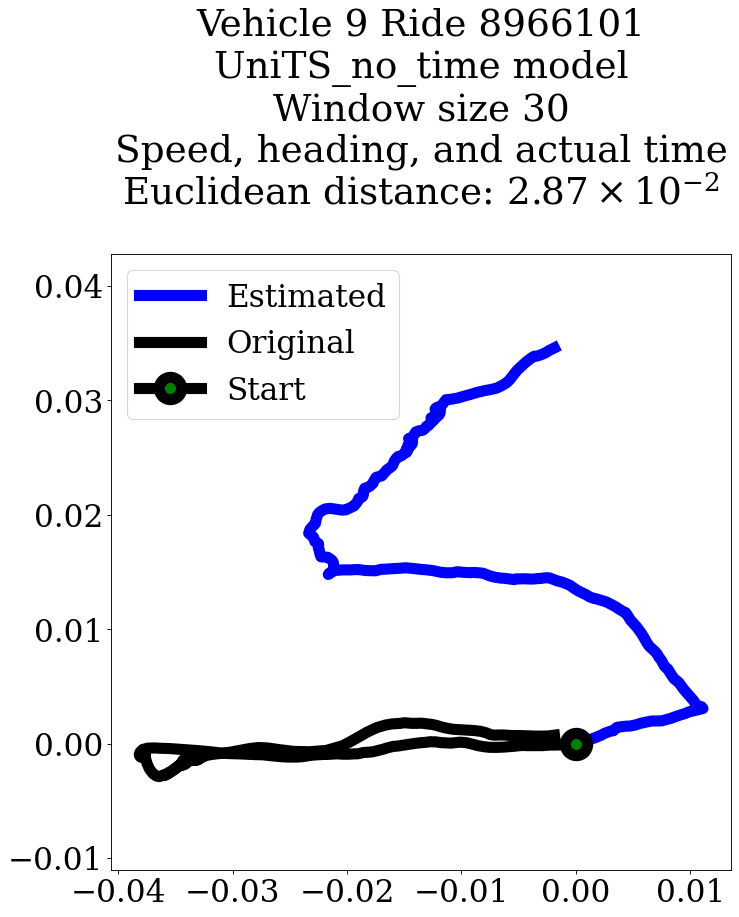 Vehicle 9 Ride 8966101
UniTS_no_time model
Window size 30
Speed, heading, and actual time
Euclidean distance: 2.87 × 10⁻²
Estimated
Original
Start
0.04
0.03
0.02
0.01
0.00
−0.01
−0.04 −0.03 −0.02 −0.01 0.00 0.01